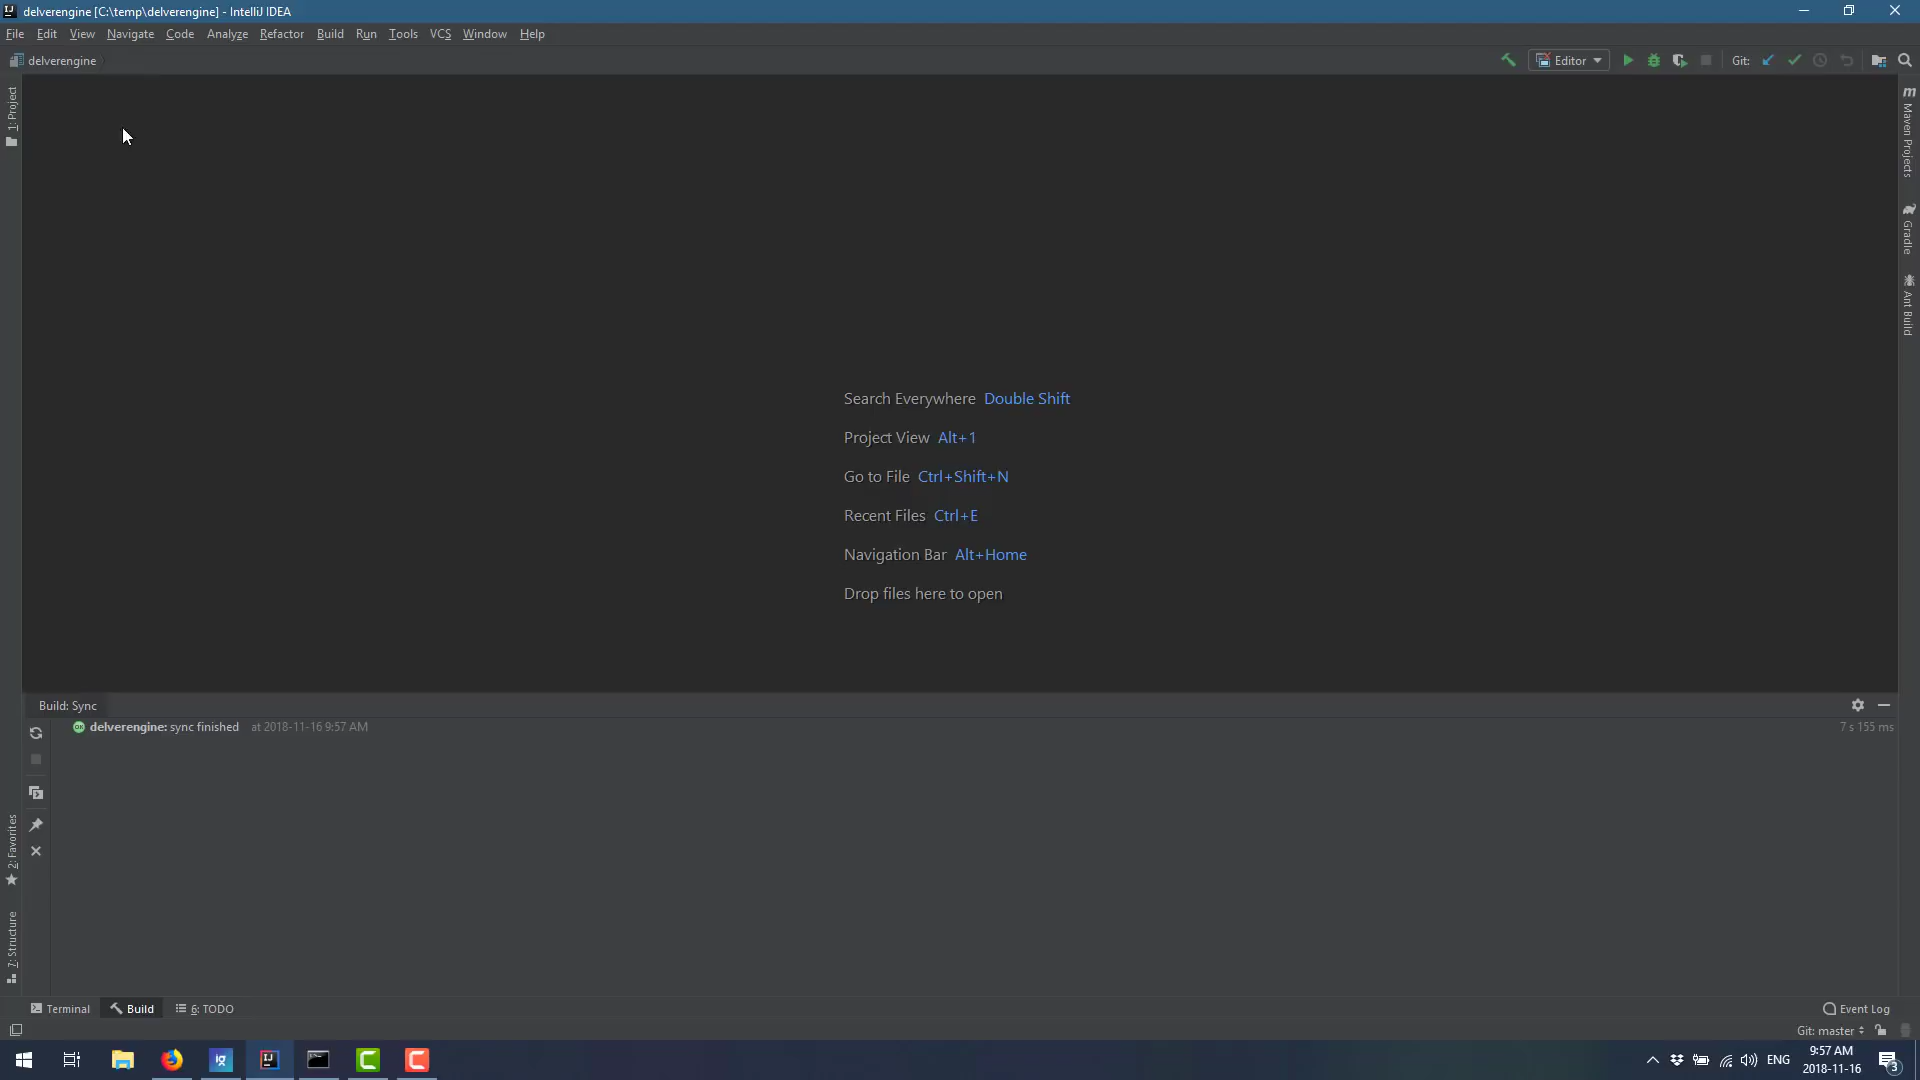 delverengine [C:\temp\delverengine] - IntelliJ IDEA
File Edit View Navigate Code Analyze Refactor Build Run Tools VCS Window Help
delverengine
Editor
Git:
1: Project
Maven Projects
Gradle
Ant Build
Search Everywhere Double Shift
Project View Alt+1
Go to File Ctrl+Shift+N
Recent Files Ctrl+E
Navigation Bar Alt+Home
Drop files here to open
Build: Sync
delverengine: sync finished at 2018-11-16 9:57 AM
7 s 155 ms
2: Favorites
7: Structure
Terminal Build 6: TODO
Event Log
Git: master
ENG
9:57 AM
2018-11-16
3